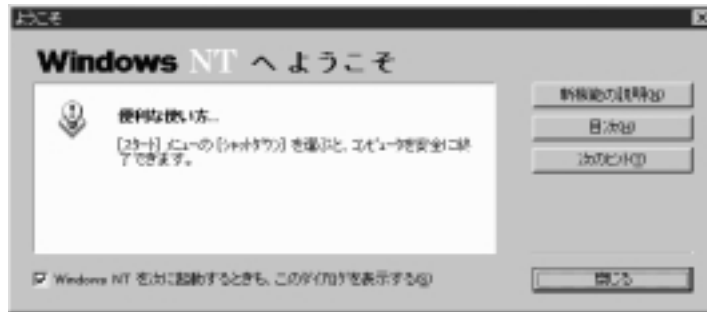 ようこそ
Windows NT へ ようこそ
便利な使い方...
[スタート] メニューの [シャットダウン] を選ぶと、コンピュータを安全に終
了できます。
新機能の説明(W)
目次(H)
次のヒント(T)
Windows NT を次に起動するときも、このダイアログを表示する(S)
閉じる